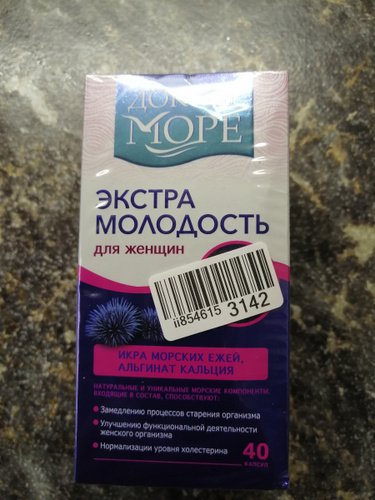 МОРЕ
ЭКСТРА
МОЛОДОСТЬ
для женщин
ii854615
3142
ИКРА МОРСКИХ ЕЖЕЙ,
АЛЬГИНАТ КАЛЬЦИЯ
НАТУРАЛЬНЫЕ И УНИКАЛЬНЫЕ МОРСКИЕ КОМПОНЕНТЫ,
ВХОДЯЩИЕ В СОСТАВ, СПОСОБСТВУЮТ:
Замедлению процессов старения организма
Улучшению функциональной деятельности
женского организма
Нормализации уровня холестерина
40
КАПСУЛ